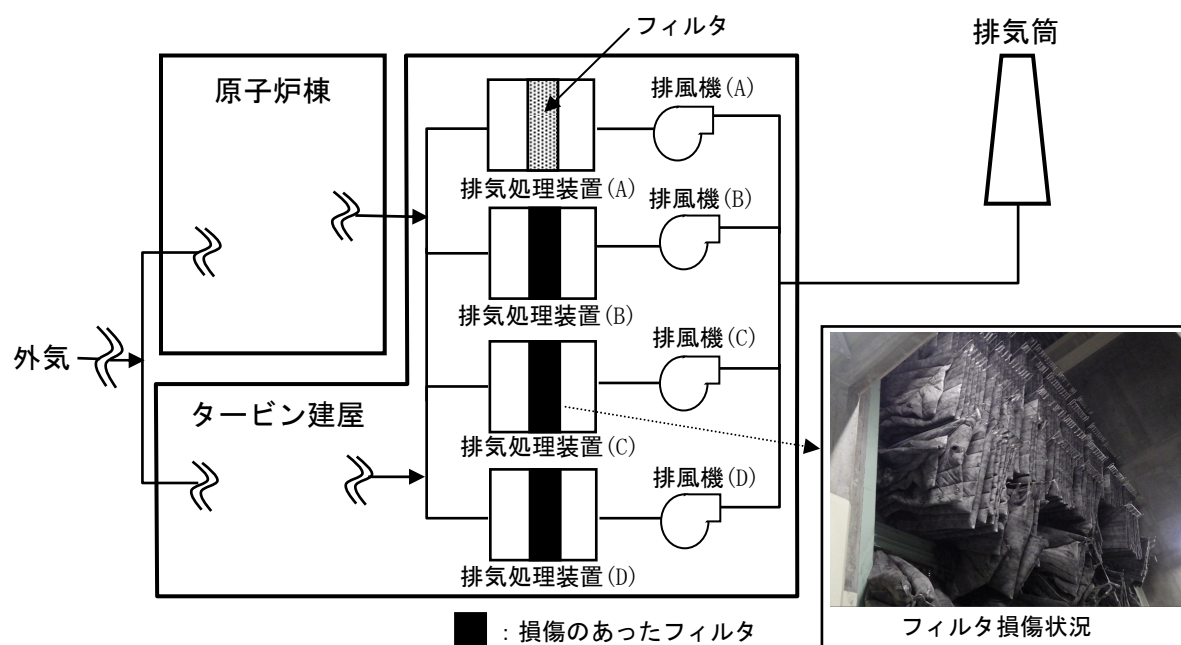 フィルタ
排気筒
原子炉棟
排風機(A)
排気処理装置(A)
排風機(B)
排気処理装置(B)
外気
排風機(C)
タービン建屋
排気処理装置(C)
排風機(D)
排気処理装置(D)
：損傷のあったフィルタ
フィルタ損傷状況